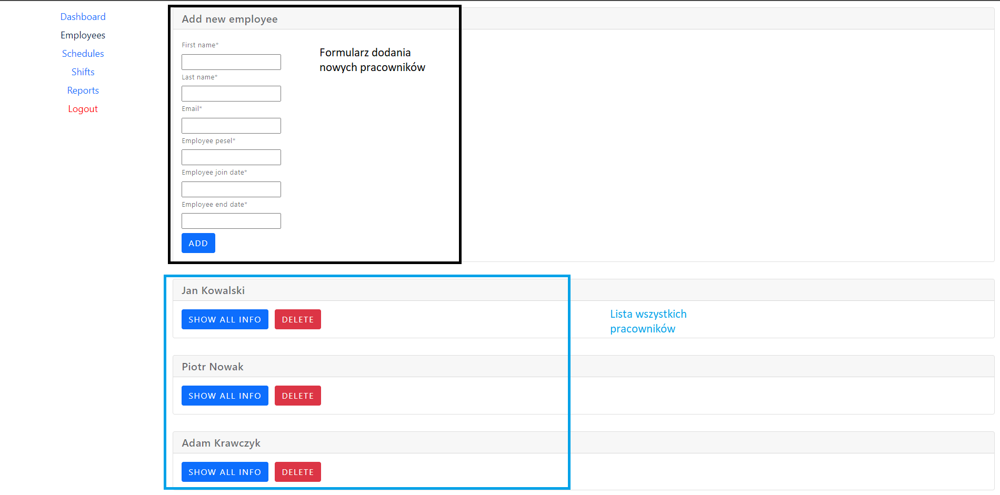 Dashboard
Employees
Schedules
Shifts
Reports
Logout
Add new employee
First name*
Last name*
Email*
Employee pesel*
Employee join date*
Employee end date*
ADD
Formularz dodania
nowych pracowników
Jan Kowalski
SHOW ALL INFO DELETE
Lista wszystkich
pracowników
Piotr Nowak
SHOW ALL INFO DELETE
Adam Krawczyk
SHOW ALL INFO DELETE